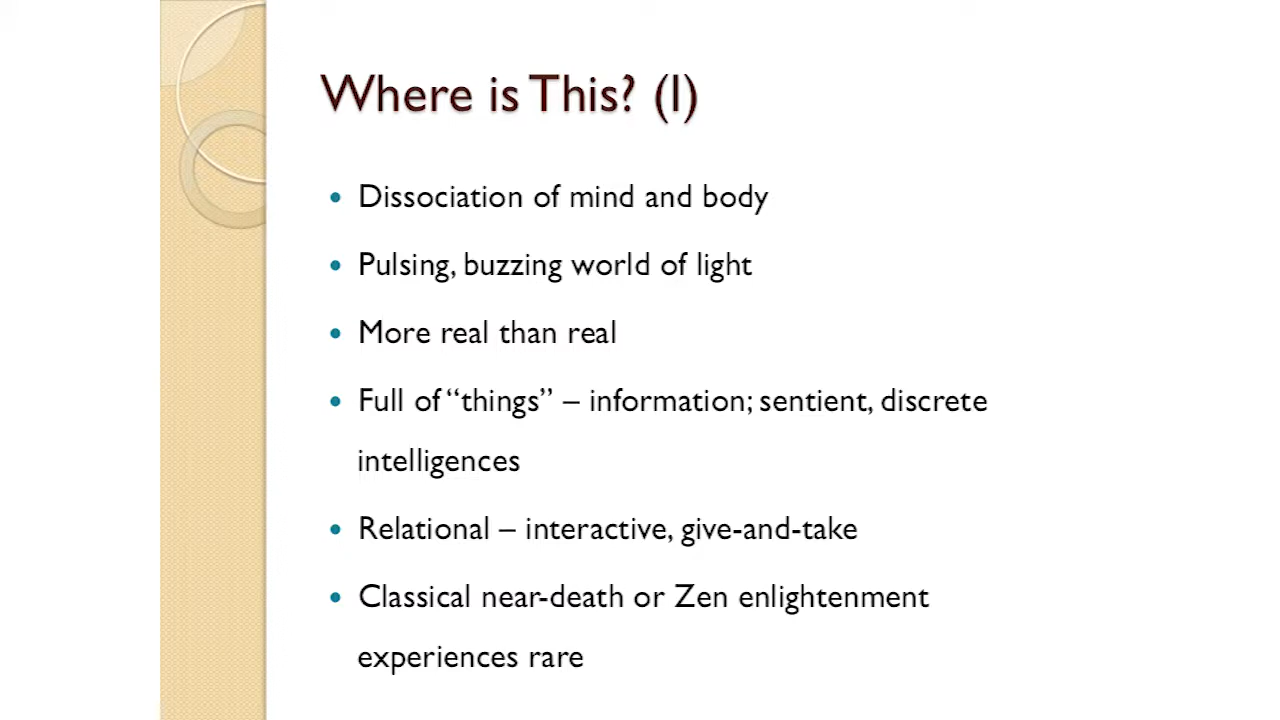 Where is This? (I)
• Dissociation of mind and body
• Pulsing, buzzing world of light
• More real than real
• Full of “things” – information; sentient, discrete
intelligences
• Relational – interactive, give-and-take
• Classical near-death or Zen enlightenment
experiences rare